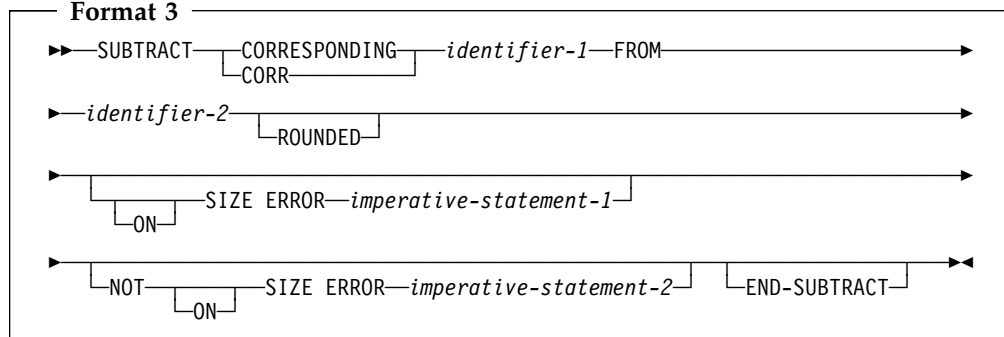 Format 3
SUBTRACT CORRESPONDING identifier-1 FROM
CORR
identifier-2
ROUNDED
SIZE ERROR imperative-statement-1
ON
NOT SIZE ERROR imperative-statement-2 END-SUBTRACT
ON